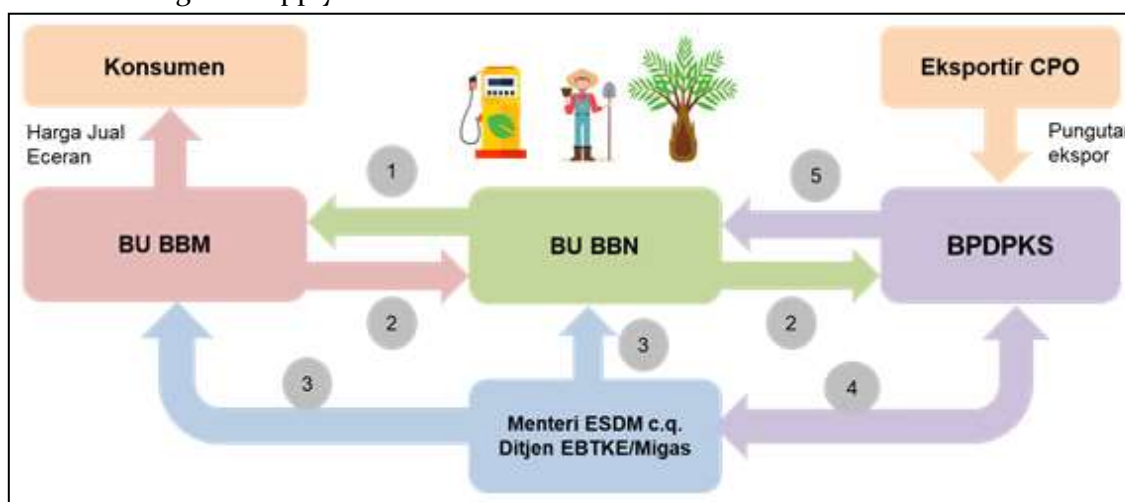 Konsumen
Eksportir CPO
Harga Jual
Eceran
Pungutan
ekspor
1
5
BU BBM
BU BBN
BPDPKS
2
2
3
3
4
Menteri ESDM c.q.
Ditjen EBTKE/Migas